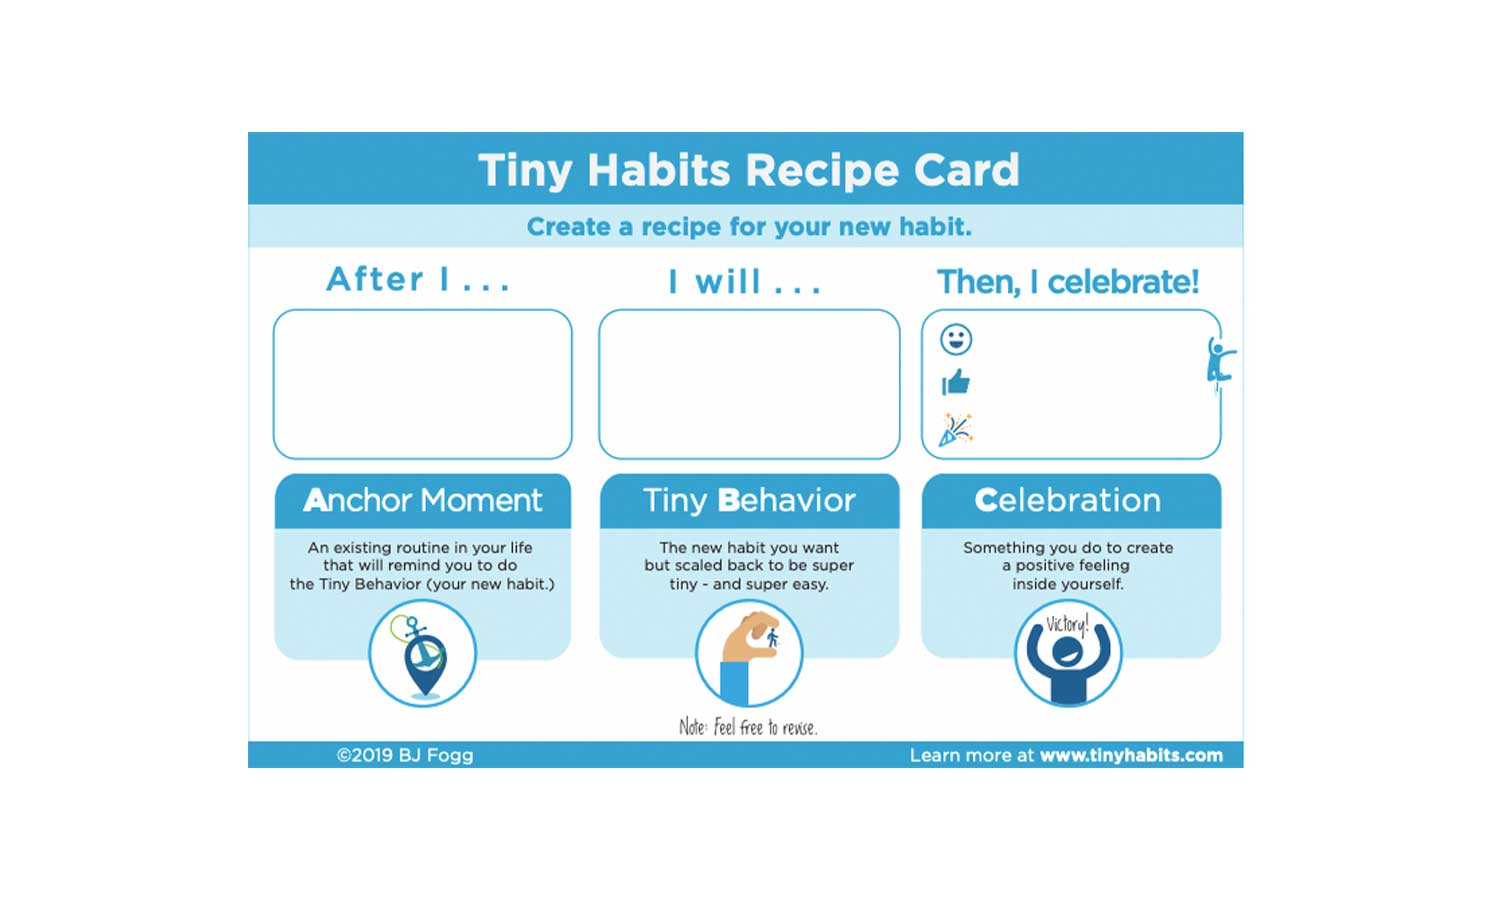 Tiny Habits Recipe Card
Create a recipe for your new habit.
After I . . .
I will . . .
Then, I celebrate!
Anchor Moment
An existing routine in your life
that will remind you to do
the Tiny Behavior (your new habit.)
Tiny Behavior
The new habit you want
but scaled back to be super
tiny - and super easy.
Celebration
Something you do to create
a positive feeling
inside yourself.
Victory!
Note: Feel free to revise.
©2019 BJ Fogg
Learn more at www.tinyhabits.com